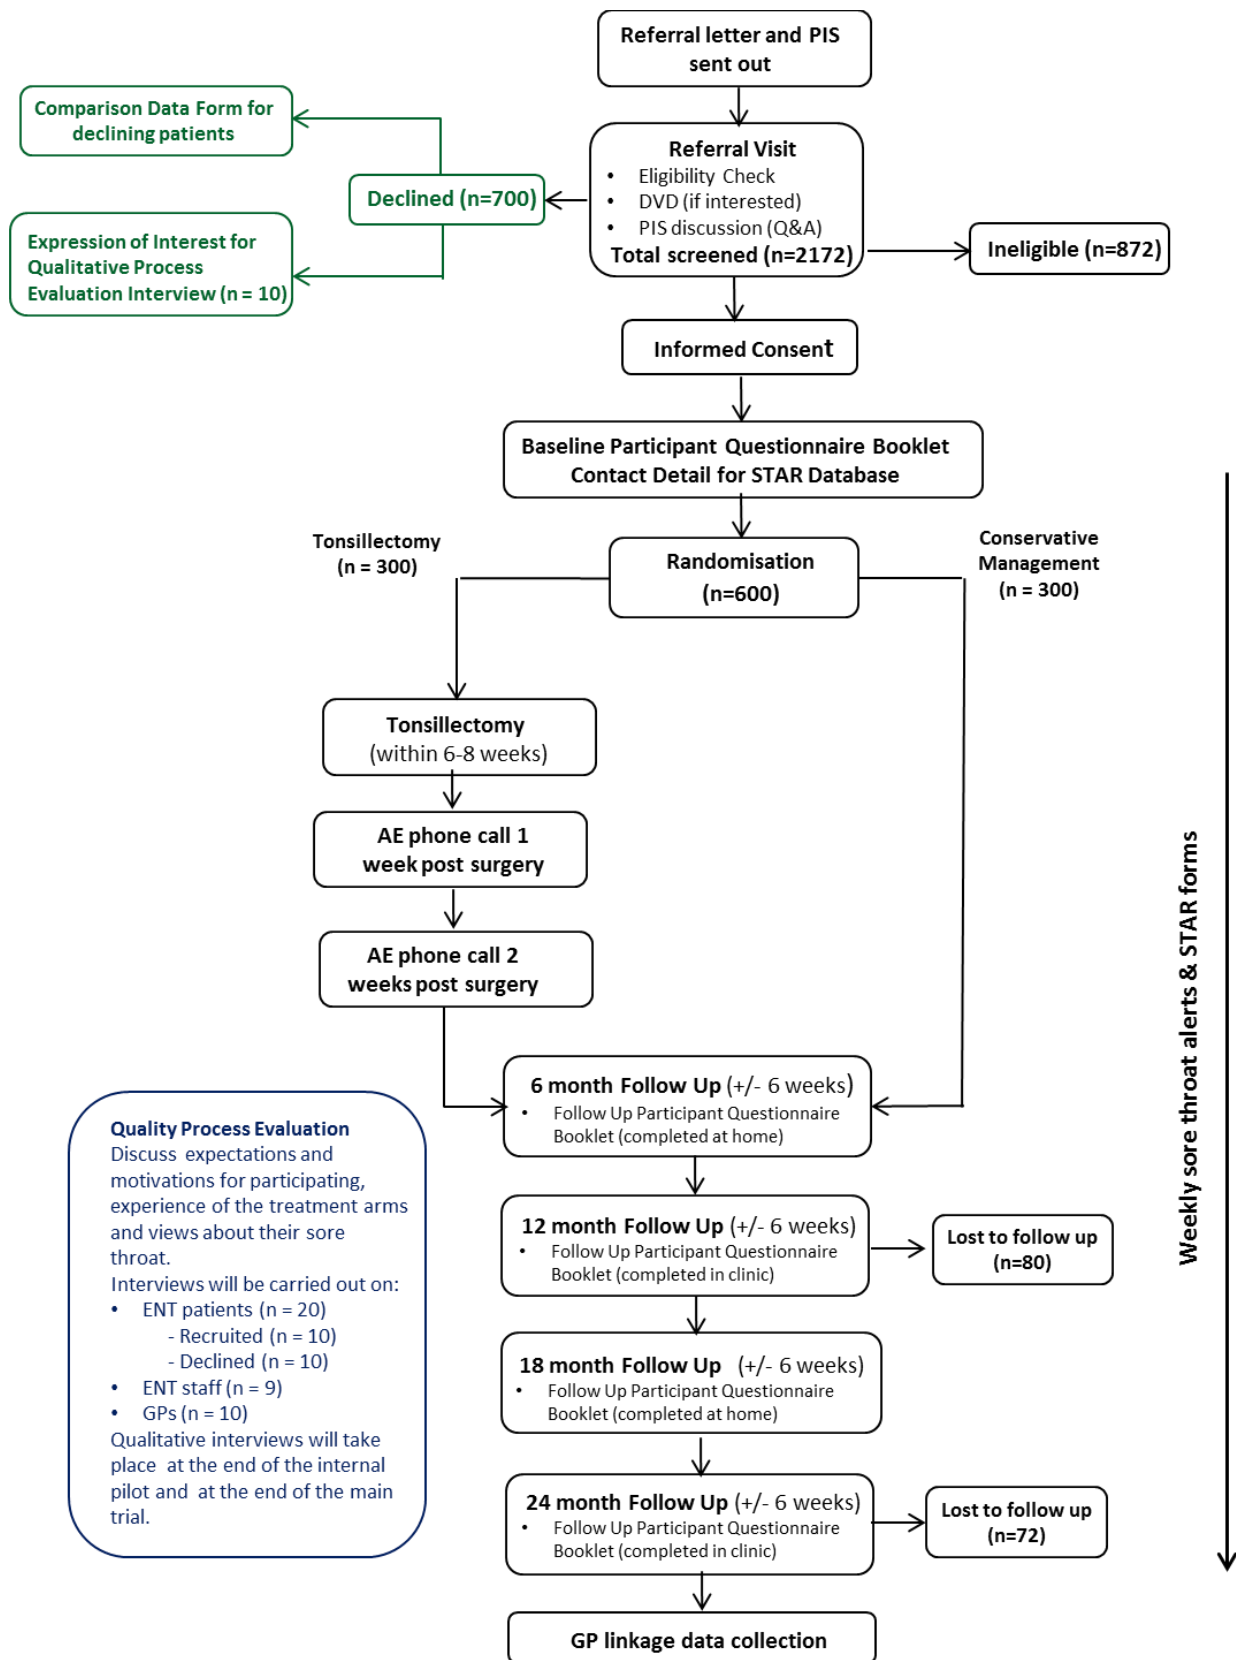 Referral letter and PIS
sent out
Comparison Data Form for
declining patients
Referral Visit
• Eligibility Check
• DVD (if interested)
• PIS discussion (Q&A)
Total screened (n=2172)
Declined (n=700)
Expression of Interest for
Qualitative Process
Evaluation Interview (n = 10)
Ineligible (n=872)
Informed Consent
Baseline Participant Questionnaire Booklet
Contact Detail for STAR Database
Tonsillectomy
(n = 300)
Randomisation
(n=600)
Conservative
Management
(n = 300)
Tonsillectomy
(within 6-8 weeks)
AE phone call 1
week post surgery
AE phone call 2
weeks post surgery
6 month Follow Up (+/- 6 weeks)
• Follow Up Participant Questionnaire
Booklet (completed at home)
12 month Follow Up (+/- 6 weeks)
• Follow Up Participant Questionnaire
Booklet (completed in clinic)
Lost to follow up
(n=80)
18 month Follow Up (+/- 6 weeks)
• Follow Up Participant Questionnaire
Booklet (completed at home)
24 month Follow Up (+/- 6 weeks)
• Follow Up Participant Questionnaire
Booklet (completed in clinic)
Lost to follow up
(n=72)
GP linkage data collection
Quality Process Evaluation
Discuss expectations and
motivations for participating,
experience of the treatment arms
and views about their sore
throat.
Interviews will be carried out on:
• ENT patients (n = 20)
- Recruited (n = 10)
- Declined (n = 10)
• ENT staff (n = 9)
• GPs (n = 10)
Qualitative interviews will take
place at the end of the internal
pilot and at the end of the main
trial.
Weekly sore throat alerts & STAR forms